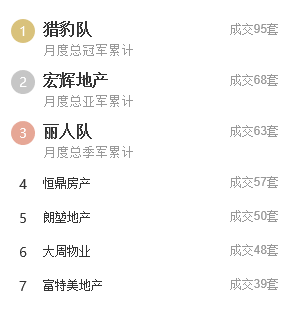 1 猎豹队 成交95套
月度总冠军累计
2 宏辉地产 成交68套
月度总亚军累计
3 丽人队 成交63套
月度总季军累计
4 恒鼎房产 成交57套
5 朗堃地产 成交50套
6 大周物业 成交48套
7 富特美地产 成交39套